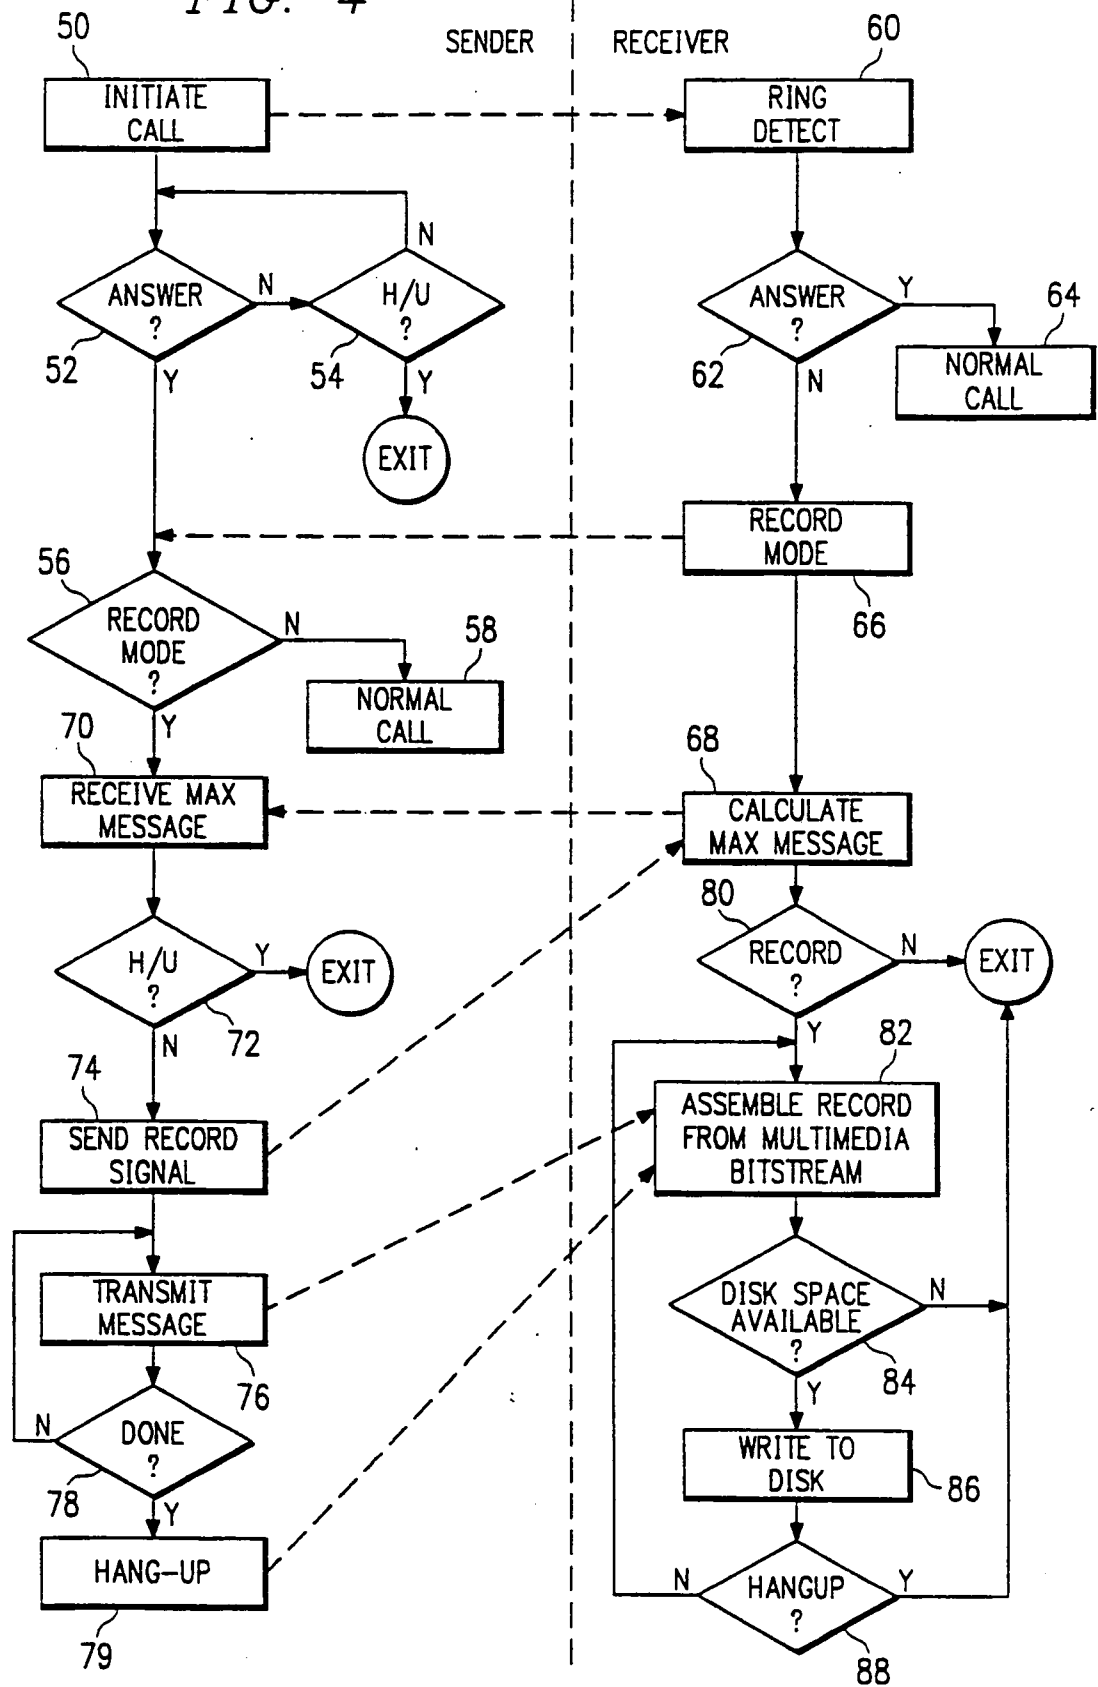 FIG. 4
SENDER
RECEIVER
50
INITIATE
CALL
N
ANSWER
?
N
H/U
?
52
54
Y
Y
EXIT
56
RECORD
MODE
?
N
58
NORMAL
CALL
Y
70
RECEIVE MAX
MESSAGE
H/U
?
Y
EXIT
72
N
74
SEND RECORD
SIGNAL
TRANSMIT
MESSAGE
76
N
DONE
?
78
Y
HANG-UP
79
60
RING
DETECT
ANSWER
?
Y
64
62
N
NORMAL
CALL
RECORD
MODE
66
68
CALCULATE
MAX MESSAGE
80
RECORD
?
N
EXIT
Y
82
ASSEMBLE RECORD
FROM MULTIMEDIA
BITSTREAM
DISK SPACE
AVAILABLE
?
N
84
Y
WRITE TO
DISK
86
N
HANGUP
?
Y
88